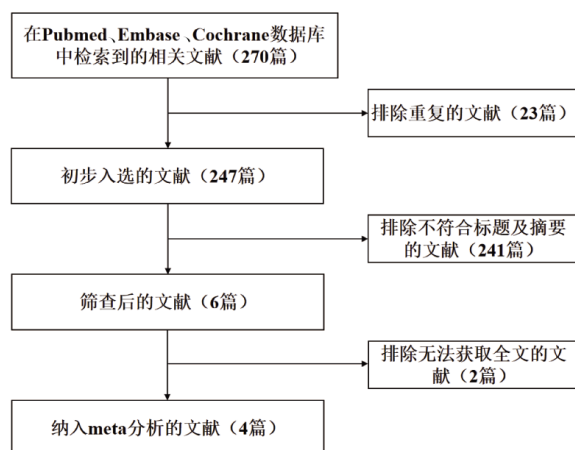 在Pubmed、Embase、Cochrane数据库
中检索到的相关文献（270篇）
排除重复的文献（23篇）
初步入选的文献（247篇）
排除不符合标题及摘要
的文献（241篇）
筛查后的文献（6篇）
排除无法获取全文的文
献（2篇）
纳入meta分析的文献（4篇）